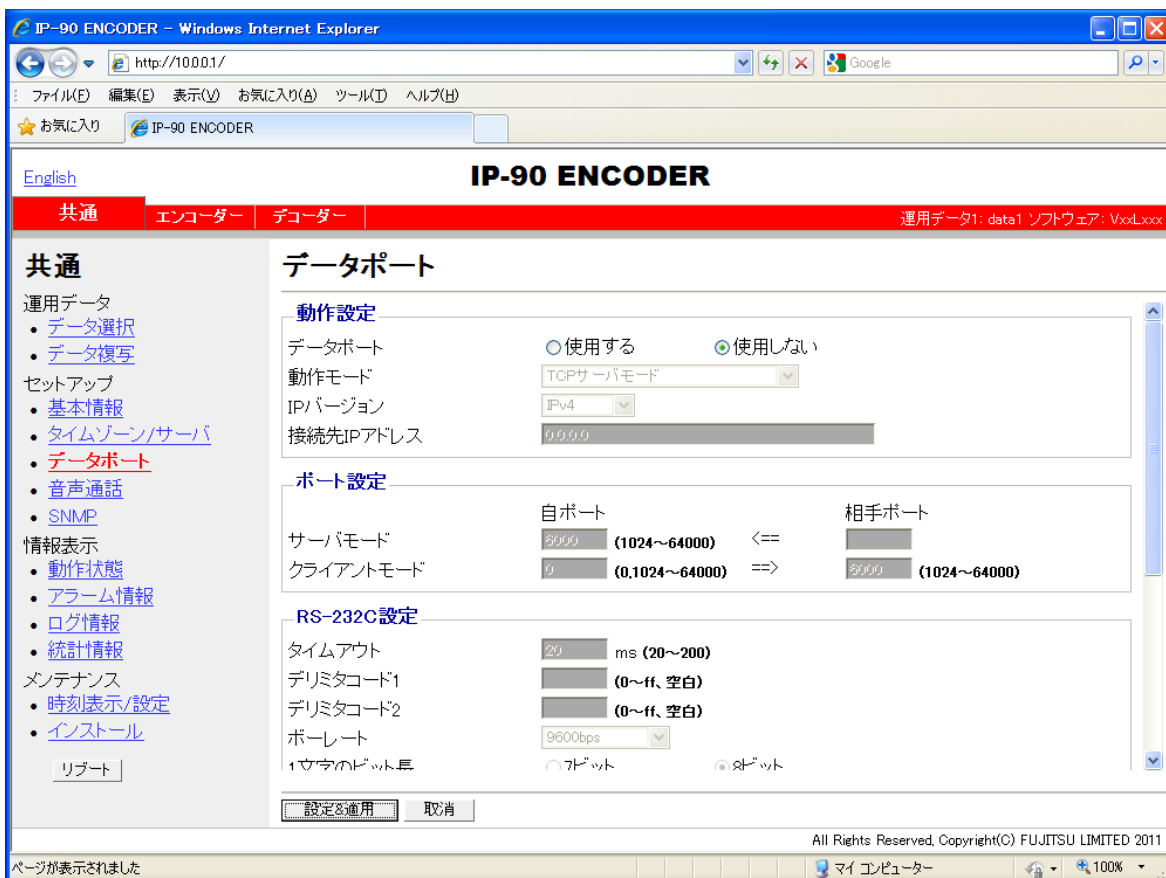 IP-90 ENCODER - Windows Internet Explorer
http://10.0.0.1/
Google
ファイル(F) 編集(E) 表示(V) お気に入り(A) ツール(T) ヘルプ(H)
お気に入り IP-90 ENCODER
English
IP-90 ENCODER
共通 エンコーダー デコーダー 運用データ1: data1 ソフトウェア: VxxLxxx
共通
運用データ
データ選択
データ複写
セットアップ
基本情報
タイムゾーン/サーバ
データポート
音声通話
SNMP
情報表示
動作状態
アラーム情報
ログ情報
統計情報
メンテナンス
時刻表示/設定
インストール
リブート
データポート
動作設定
データポート 使用する 使用しない
動作モード TCPサーバモード
IPバージョン IPv4
接続先IPアドレス 0.0.0.0
ポート設定
自ポート 相手ポート
サーバモード 6000 (1024~64000) <==
クライアントモード 0 (0,1024~64000) ==> 6000 (1024~64000)
RS-232C設定
タイムアウト 20 ms (20~200)
デリミタコード1 (0~ff、空白)
デリミタコード2 (0~ff、空白)
ボーレート 9600bps
1文字のビット長 7ビット 8ビット
設定&適用 取消
All Rights Reserved, Copyright(C) FUJITSU LIMITED 2011
ページが表示されました マイ コンピューター 100%